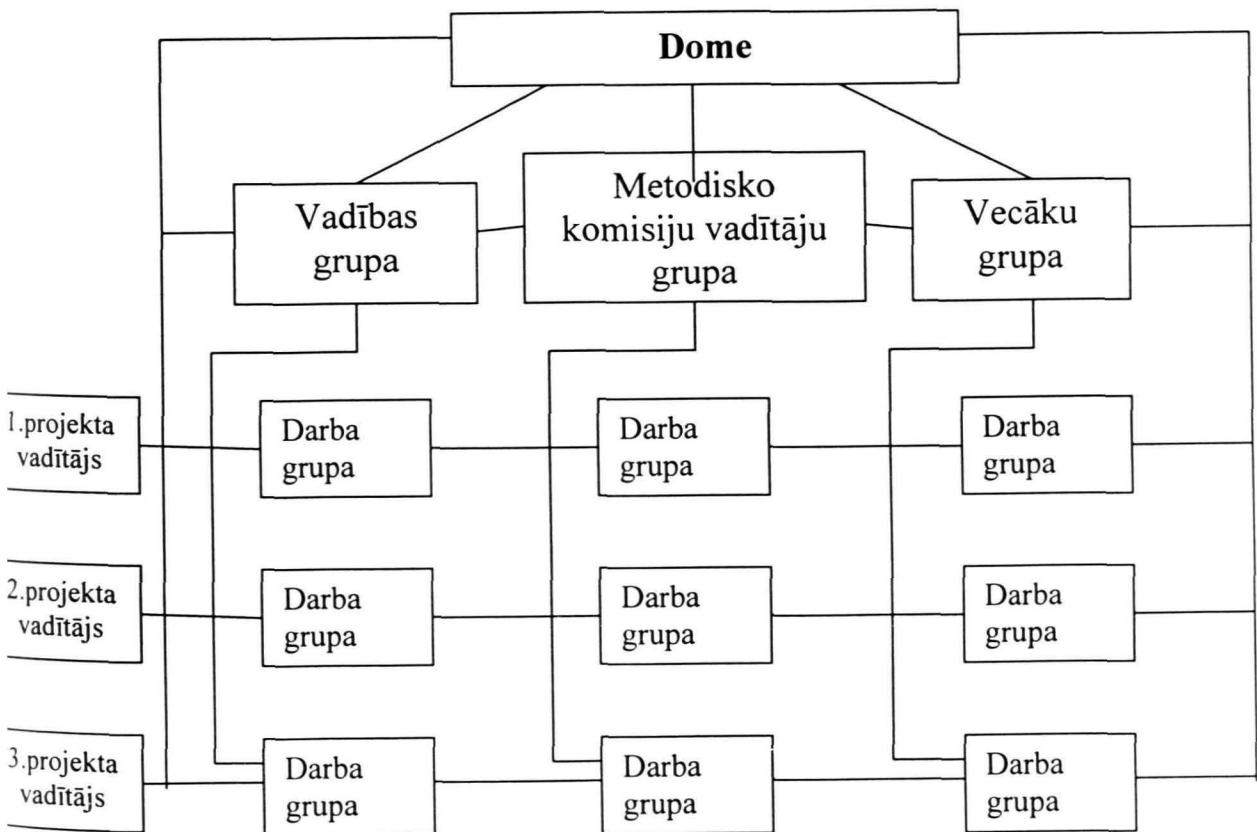 Dome
Vadības
grupa
Metodisko
komisiju vadītāju
grupa
Vecāku
grupa
1.projekta
vadītājs
Darba
grupa
Darba
grupa
Darba
grupa
2.projekta
vadītājs
Darba
grupa
Darba
grupa
Darba
grupa
3.projekta
vadītājs
Darba
grupa
Darba
grupa
Darba
grupa